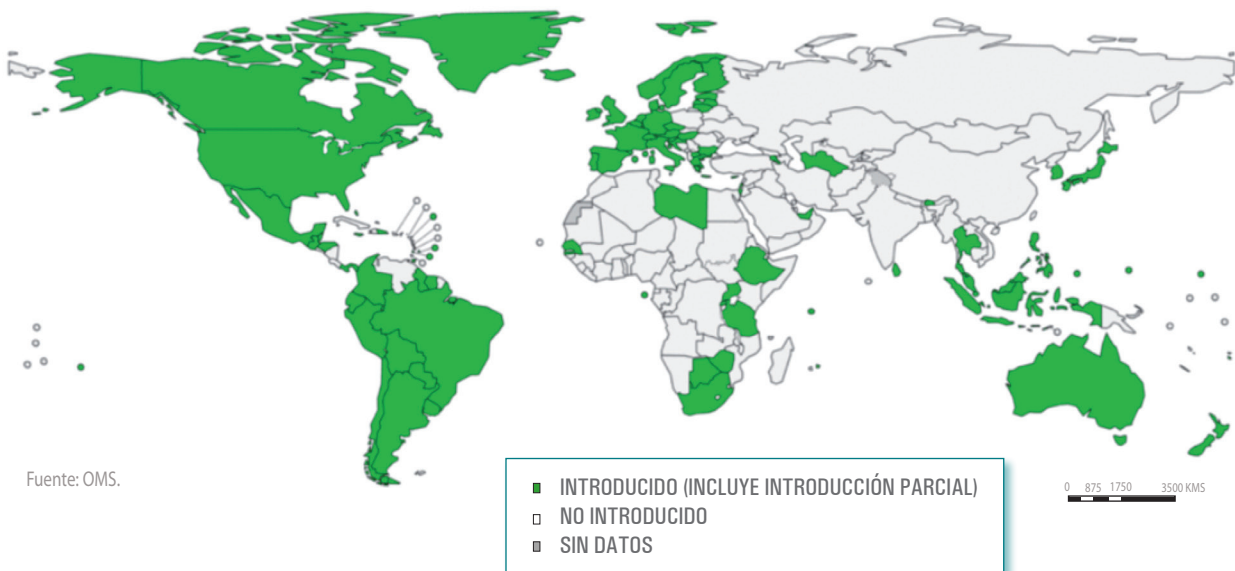 Fuente: OMS.
INTRODUCIDO (INCLUYE INTRODUCCIÓN PARCIAL)
NO INTRODUCIDO
SIN DATOS
0 875 1750 3500 KMS